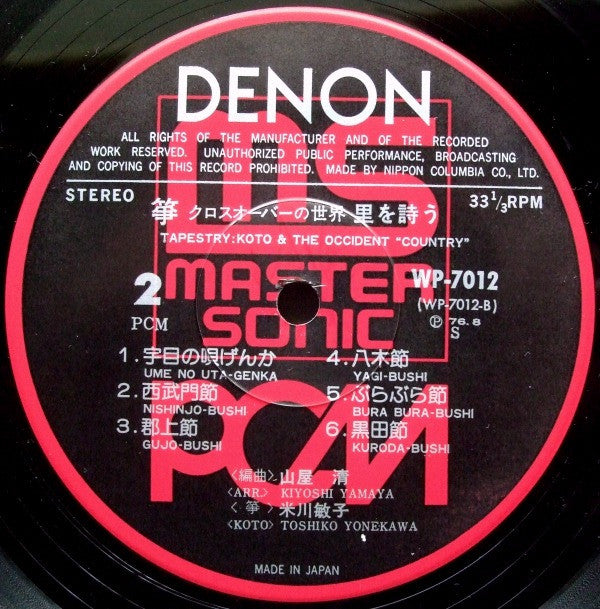 DENON
ALL RIGHTS OF THE MANUFACTURER AND OF THE RECORDED
WORK RESERVED. UNAUTHORIZED PUBLIC PERFORMANCE, BROADCASTING
AND COPYING OF THIS RECORD PROHIBITED. MADE BY NIPPON COLUMBIA CO., LTD.
STEREO
33 1/3 RPM
箏 クロスオーバーの世界 里を詩う
TAPESTRY: KOTO & THE OCCIDENT "COUNTRY"
MS
MASTER
SONIC
PCM
2
PCM
WP-7012
(WP-7012-B)
Ⓟ '76.8
S
1. 宇目の唄げんか
UME NO UTA-GENKA
2. 西武門節
NISHINJO-BUSHI
3. 郡上節
GUJO-BUSHI
4. 八木節
YAGI-BUSHI
5. ぶらぶら節
BURA BURA-BUSHI
6. 黒田節
KURODA-BUSHI
〈編曲〉山屋 清
〈ARR.〉 KIYOSHI YAMAYA
〈箏〉米川敏子
〈KOTO〉 TOSHIKO YONEKAWA
MADE IN JAPAN